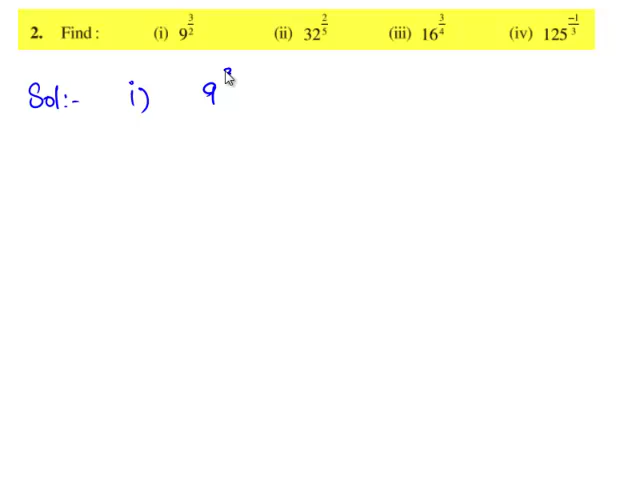 2. Find : (i) 9^{3/2} (ii) 32^{2/5} (iii) 16^{3/4} (iv) 125^{-1/3}
Sol:- i) 9